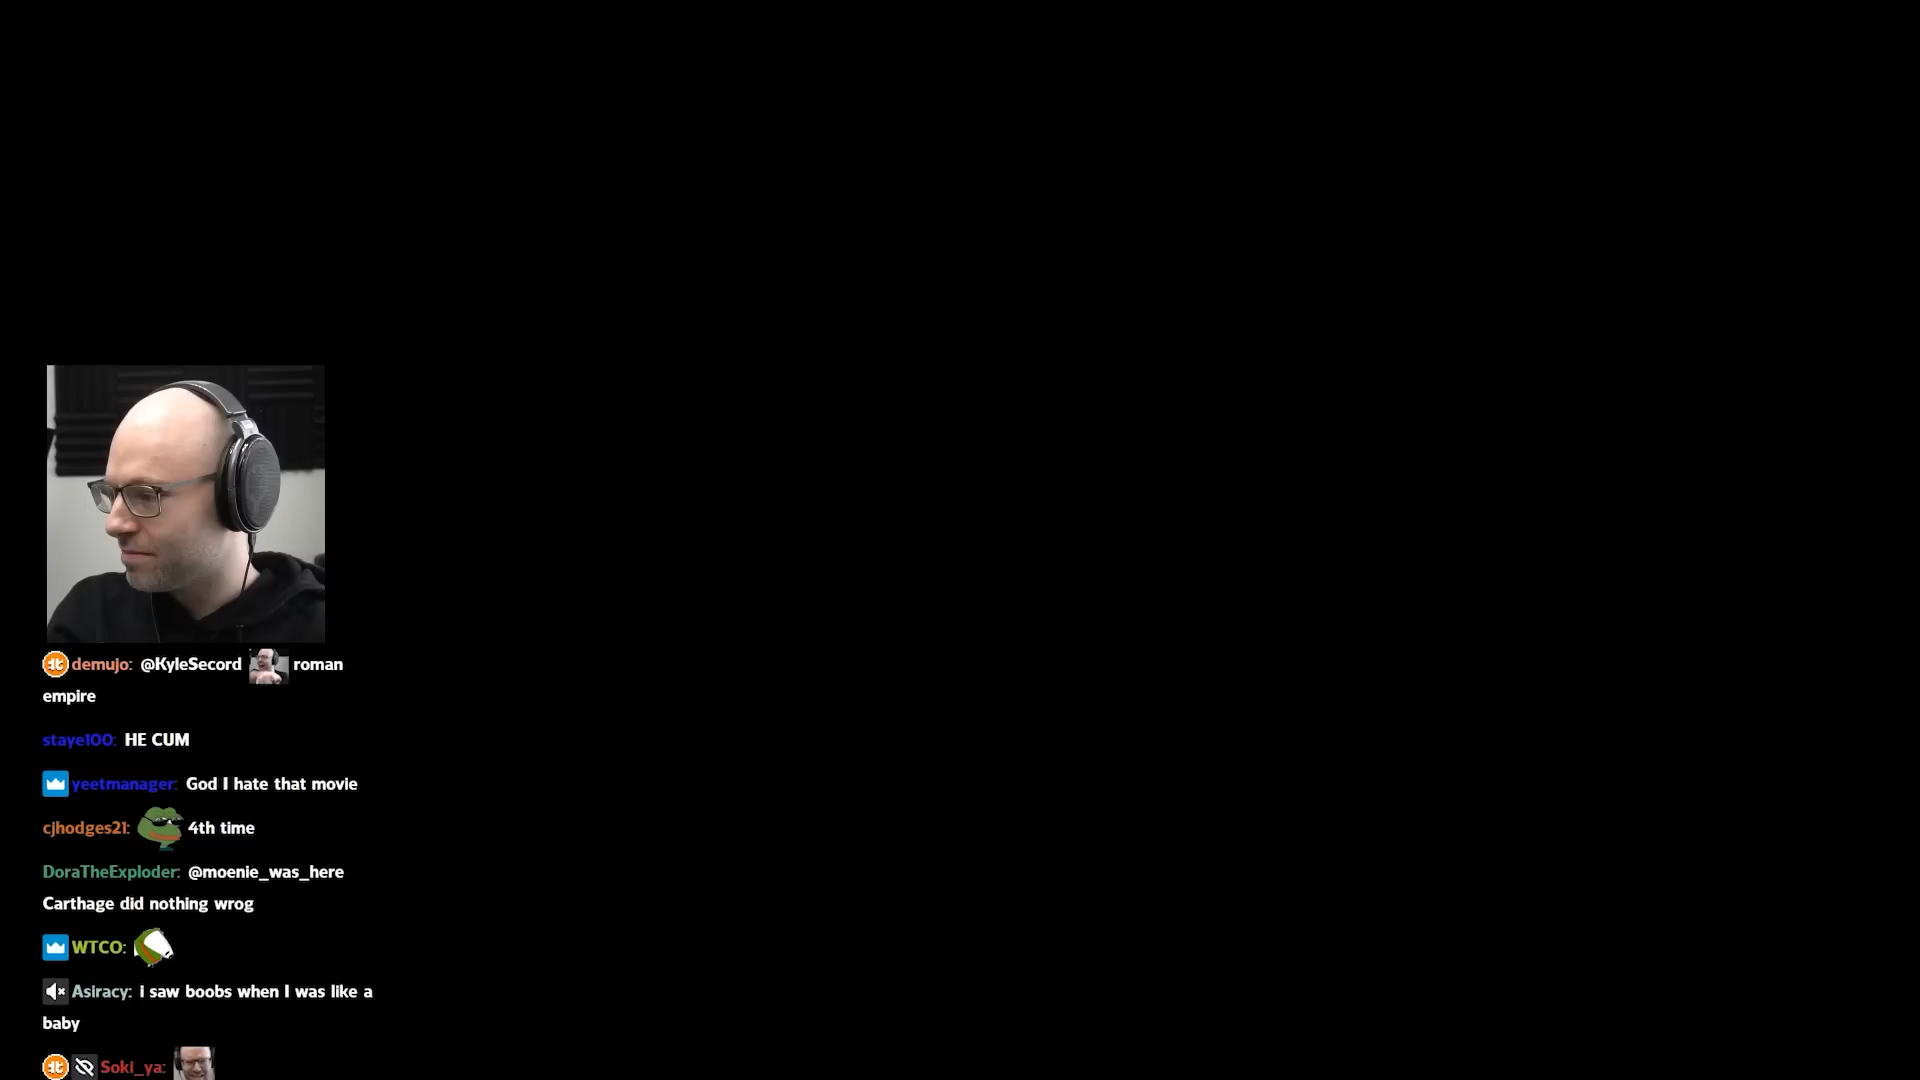 demujo: @KyleSecord roman
empire
staye100: HE CUM
yeetmanager: God I hate that movie
cjhodges21: 4th time
DoraTheExploder: @moenie_was_here
Carthage did nothing wrog
WTCO:
Asiracy: i saw boobs when I was like a
baby
Soki_ya: